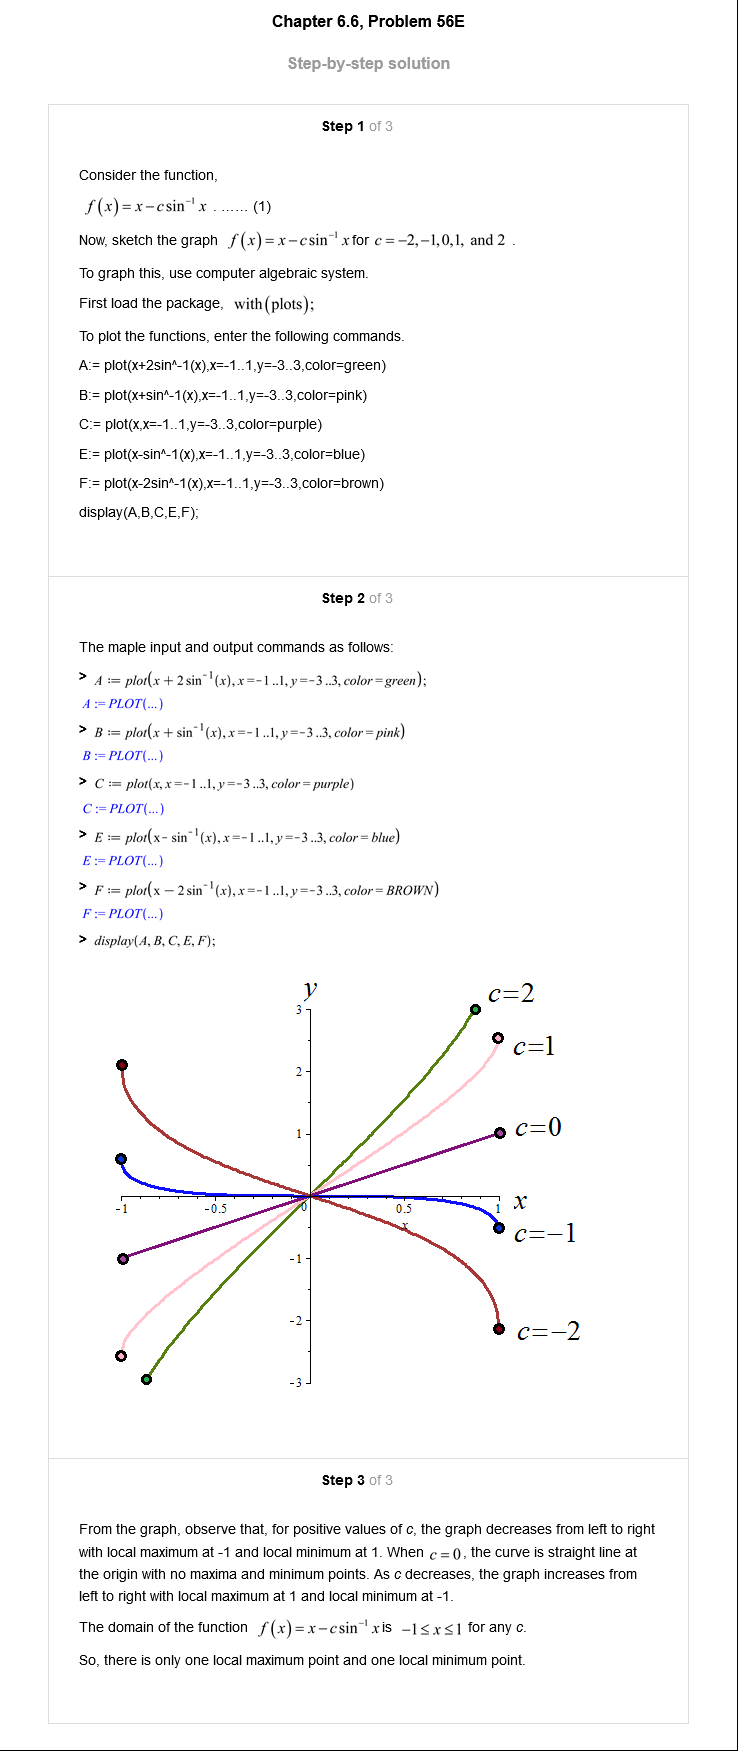 Chapter 6.6, Problem 56E
Step-by-step solution
Step 1 of 3
Consider the function,
f(x)=x−c sin⁻¹ x . ...... (1)
Now, sketch the graph f(x)=x−c sin⁻¹ x for c=−2,−1,0,1, and 2 .
To graph this, use computer algebraic system.
First load the package, with(plots);
To plot the functions, enter the following commands.
A:= plot(x+2sin^-1(x),x=-1..1,y=-3..3,color=green)
B:= plot(x+sin^-1(x),x=-1..1,y=-3..3,color=pink)
C:= plot(x,x=-1..1,y=-3..3,color=purple)
E:= plot(x-sin^-1(x),x=-1..1,y=-3..3,color=blue)
F:= plot(x-2sin^-1(x),x=-1..1,y=-3..3,color=brown)
display(A,B,C,E,F);
Step 2 of 3
The maple input and output commands as follows:
> A := plot(x + 2 sin⁻¹(x), x=−1 ..1, y=−3 ..3, color=green);
A := PLOT(...)
> B := plot(x + sin⁻¹(x), x=−1 ..1, y=−3 ..3, color=pink)
B := PLOT(...)
> C := plot(x, x=−1 ..1, y=−3 ..3, color=purple)
C := PLOT(...)
> E := plot(x− sin⁻¹(x), x=−1 ..1, y=−3 ..3, color=blue)
E := PLOT(...)
> F := plot(x − 2 sin⁻¹(x), x=−1 ..1, y=−3 ..3, color=BROWN)
F := PLOT(...)
> display(A, B, C, E, F);
y
c=2
3
c=1
2
1
c=0
-1
-0.5
0
0.5
1
x
x
c=−1
-1
-2
c=−2
-3
Step 3 of 3
From the graph, observe that, for positive values of c, the graph decreases from left to right
with local maximum at -1 and local minimum at 1. When c=0, the curve is straight line at
the origin with no maxima and minimum points. As c decreases, the graph increases from
left to right with local maximum at 1 and local minimum at -1.
The domain of the function f(x)=x−c sin⁻¹ x is −1≤x≤1 for any c.
So, there is only one local maximum point and one local minimum point.